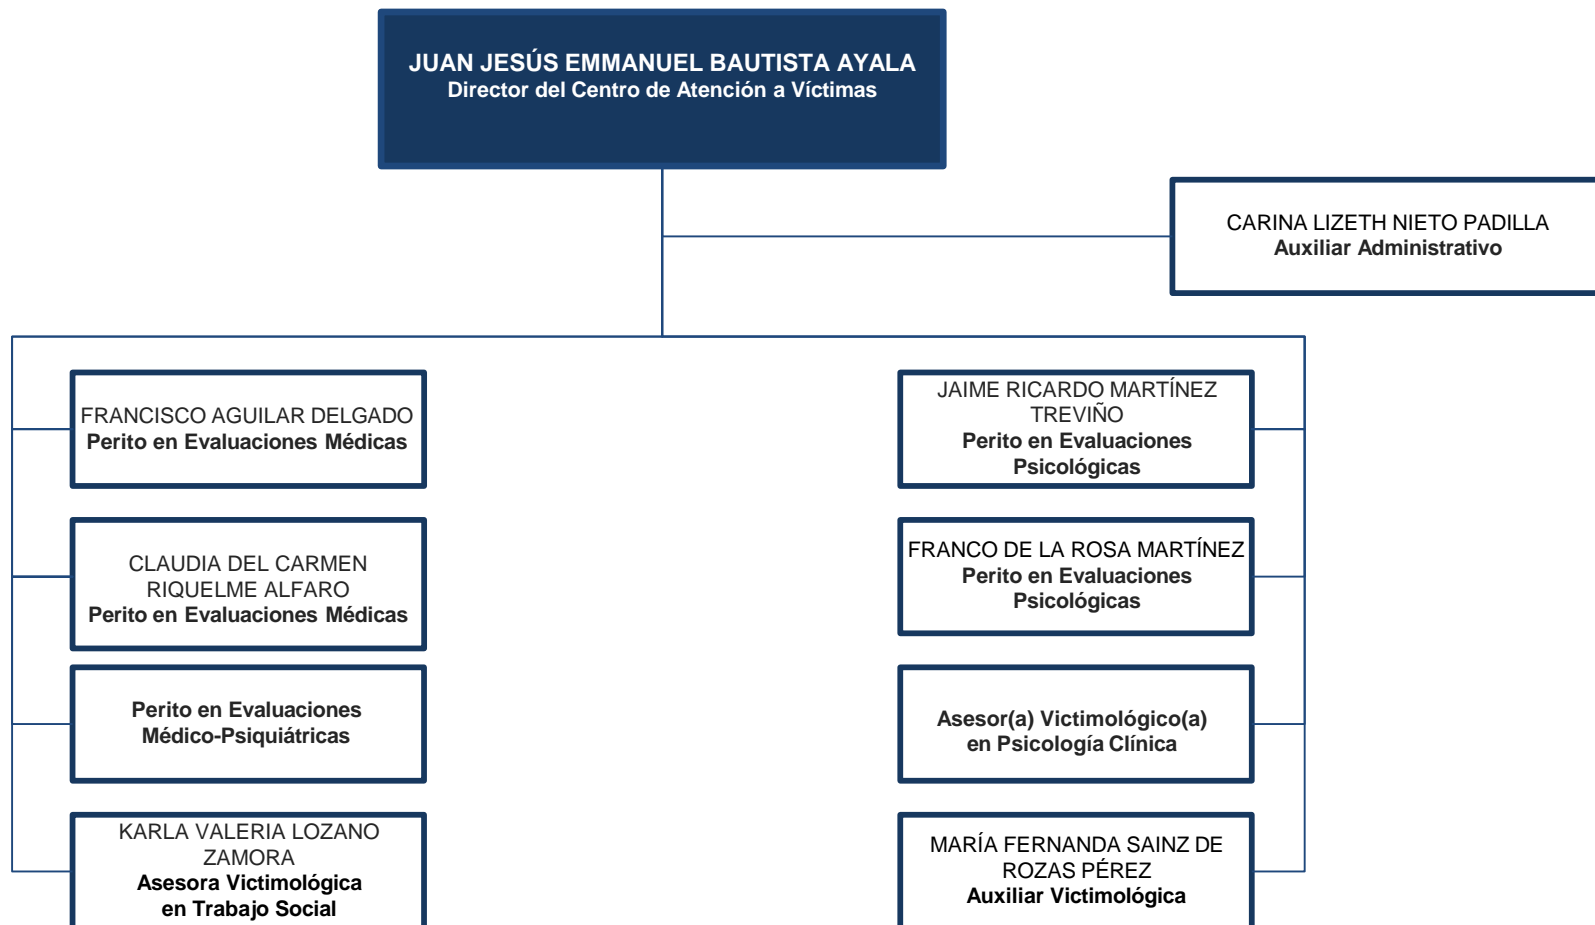 JUAN JESÚS EMMANUEL BAUTISTA AYALA
Director del Centro de Atención a Víctimas
CARINA LIZETH NIETO PADILLA
Auxiliar Administrativo
FRANCISCO AGUILAR DELGADO
Perito en Evaluaciones Médicas
CLAUDIA DEL CARMEN
RIQUELME ALFARO
Perito en Evaluaciones Médicas
Perito en Evaluaciones
Médico-Psiquiátricas
KARLA VALERIA LOZANO
ZAMORA
Asesora Victimológica
en Trabajo Social
JAIME RICARDO MARTÍNEZ
TREVIÑO
Perito en Evaluaciones
Psicológicas
FRANCO DE LA ROSA MARTÍNEZ
Perito en Evaluaciones
Psicológicas
Asesor(a) Victimológico(a)
en Psicología Clínica
MARÍA FERNANDA SAINZ DE
ROZAS PÉREZ
Auxiliar Victimológica